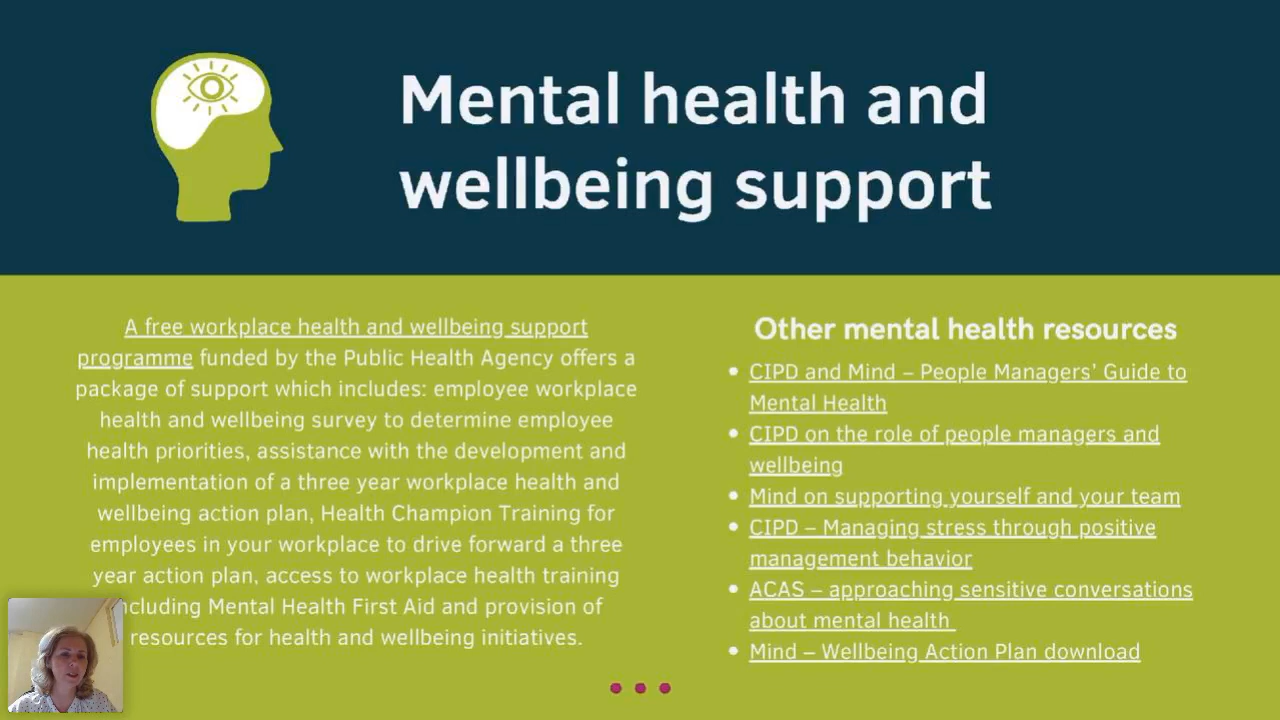 Mental health and
wellbeing support
A free workplace health and wellbeing support
programme funded by the Public Health Agency offers a
package of support which includes: employee workplace
health and wellbeing survey to determine employee
health priorities, assistance with the development and
implementation of a three year workplace health and
wellbeing action plan, Health Champion Training for
employees in your workplace to drive forward a three
year action plan, access to workplace health training
including Mental Health First Aid and provision of
resources for health and wellbeing initiatives.
Other mental health resources
• CIPD and Mind – People Managers’ Guide to
Mental Health
• CIPD on the role of people managers and
wellbeing
• Mind on supporting yourself and your team
• CIPD – Managing stress through positive
management behavior
• ACAS – approaching sensitive conversations
about mental health
• Mind – Wellbeing Action Plan download